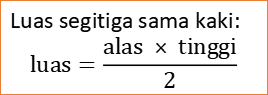 Luas segitiga sama kaki:
luas = alas × tinggi / 2